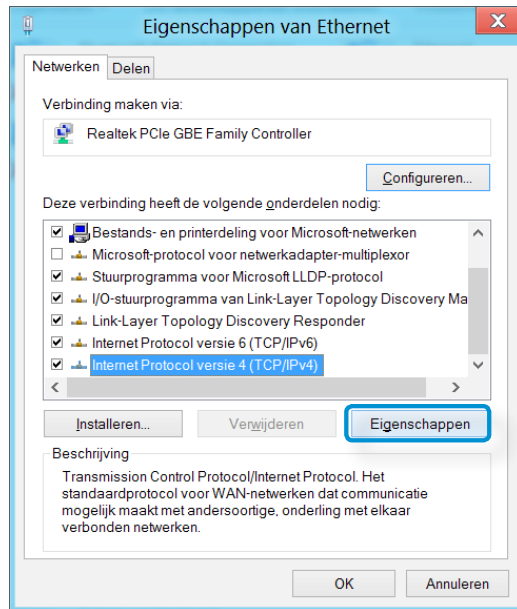 Eigenschappen van Ethernet
Netwerken Delen
Verbinding maken via:
Realtek PCIe GBE Family Controller
Configureren...
Deze verbinding heeft de volgende onderdelen nodig:
Bestands- en printerdeling voor Microsoft-netwerken
Microsoft-protocol voor netwerkadapter-multiplexor
Stuurprogramma voor Microsoft LLDP-protocol
I/O-stuurprogramma van Link-Layer Topology Discovery Ma
Link-Layer Topology Discovery Responder
Internet Protocol versie 6 (TCP/IPv6)
Internet Protocol versie 4 (TCP/IPv4)
Installeren... Verwijderen Eigenschappen
Beschrijving
Transmission Control Protocol/Internet Protocol. Het
standaardprotocol voor WAN-netwerken dat communicatie
mogelijk maakt met andersoortige, onderling met elkaar
verbonden netwerken.
OK Annuleren